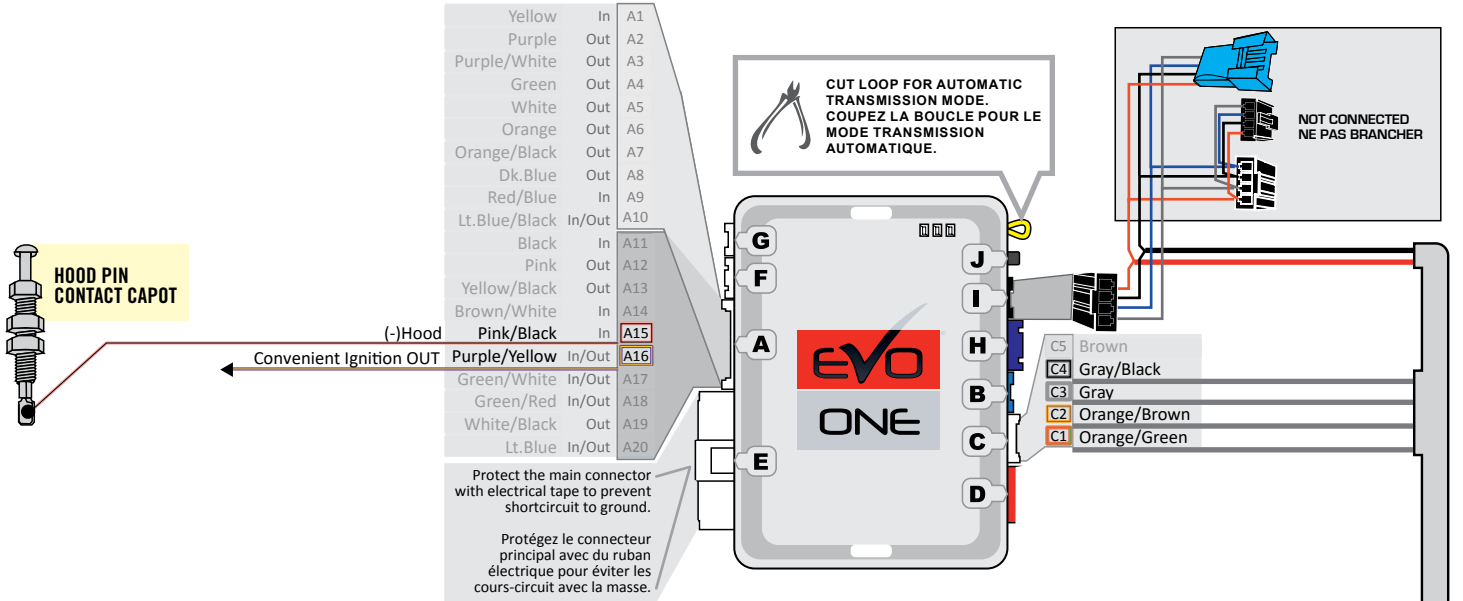 Yellow In A1
Purple Out A2
Purple/White Out A3
Green Out A4
White Out A5
Orange Out A6
Orange/Black Out A7
Dk.Blue Out A8
Red/Blue In A9
Lt.Blue/Black In/Out A10
Black In A11
Pink Out A12
Yellow/Black Out A13
Brown/White In A14
(-)Hood Pink/Black In A15
Convenient Ignition OUT Purple/Yellow In/Out A16
Green/White In/Out A17
Green/Red In/Out A18
White/Black Out A19
Lt.Blue In/Out A20
HOOD PIN
CONTACT CAPOT
Protect the main connector
with electrical tape to prevent
shortcircuit to ground.
Protégez le connecteur
principal avec du ruban
électrique pour éviter les
cours-circuit avec la masse.
CUT LOOP FOR AUTOMATIC
TRANSMISSION MODE.
COUPEZ LA BOUCLE POUR LE
MODE TRANSMISSION
AUTOMATIQUE.
G
F
A
E
J
I
H
B
C
D
EVO
ONE
NOT CONNECTED
NE PAS BRANCHER
C5 Brown
C4 Gray/Black
C3 Gray
C2 Orange/Brown
C1 Orange/Green